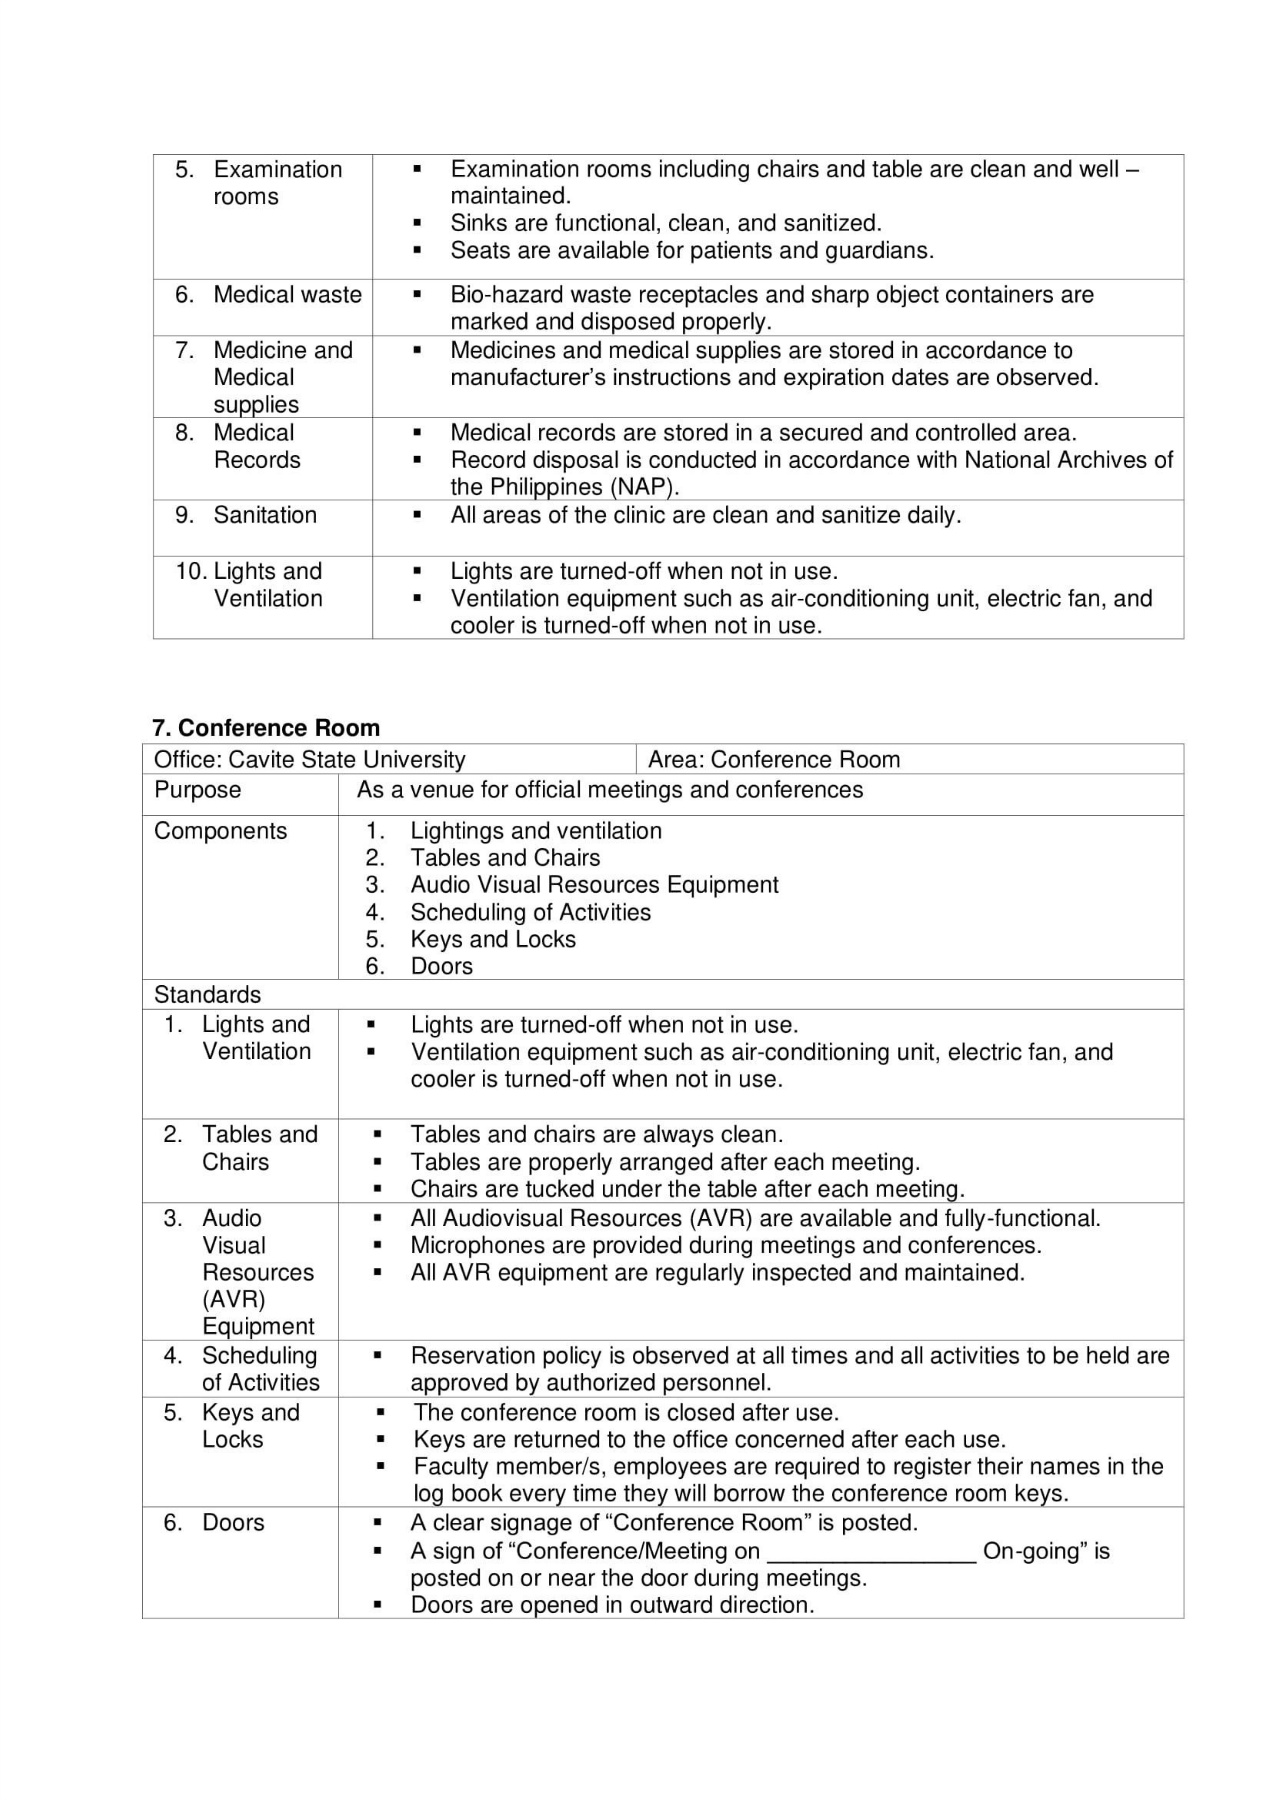 5. Examination rooms
▪ Examination rooms including chairs and table are clean and well –
maintained.
▪ Sinks are functional, clean, and sanitized.
▪ Seats are available for patients and guardians.
6. Medical waste
▪ Bio-hazard waste receptacles and sharp object containers are
marked and disposed properly.
7. Medicine and
Medical
supplies
▪ Medicines and medical supplies are stored in accordance to
manufacturer’s instructions and expiration dates are observed.
8. Medical
Records
▪ Medical records are stored in a secured and controlled area.
▪ Record disposal is conducted in accordance with National Archives of
the Philippines (NAP).
9. Sanitation
▪ All areas of the clinic are clean and sanitize daily.
10. Lights and
Ventilation
▪ Lights are turned-off when not in use.
▪ Ventilation equipment such as air-conditioning unit, electric fan, and
cooler is turned-off when not in use.
7. Conference Room
Office: Cavite State University
Area: Conference Room
Purpose
As a venue for official meetings and conferences
Components
1. Lightings and ventilation
2. Tables and Chairs
3. Audio Visual Resources Equipment
4. Scheduling of Activities
5. Keys and Locks
6. Doors
Standards
1. Lights and
Ventilation
▪ Lights are turned-off when not in use.
▪ Ventilation equipment such as air-conditioning unit, electric fan, and
cooler is turned-off when not in use.
2. Tables and
Chairs
▪ Tables and chairs are always clean.
▪ Tables are properly arranged after each meeting.
▪ Chairs are tucked under the table after each meeting.
3. Audio
Visual
Resources
(AVR)
Equipment
▪ All Audiovisual Resources (AVR) are available and fully-functional.
▪ Microphones are provided during meetings and conferences.
▪ All AVR equipment are regularly inspected and maintained.
4. Scheduling
of Activities
▪ Reservation policy is observed at all times and all activities to be held are
approved by authorized personnel.
5. Keys and
Locks
▪ The conference room is closed after use.
▪ Keys are returned to the office concerned after each use.
▪ Faculty member/s, employees are required to register their names in the
log book every time they will borrow the conference room keys.
6. Doors
▪ A clear signage of “Conference Room” is posted.
▪ A sign of “Conference/Meeting on ________________ On-going” is
posted on or near the door during meetings.
▪ Doors are opened in outward direction.